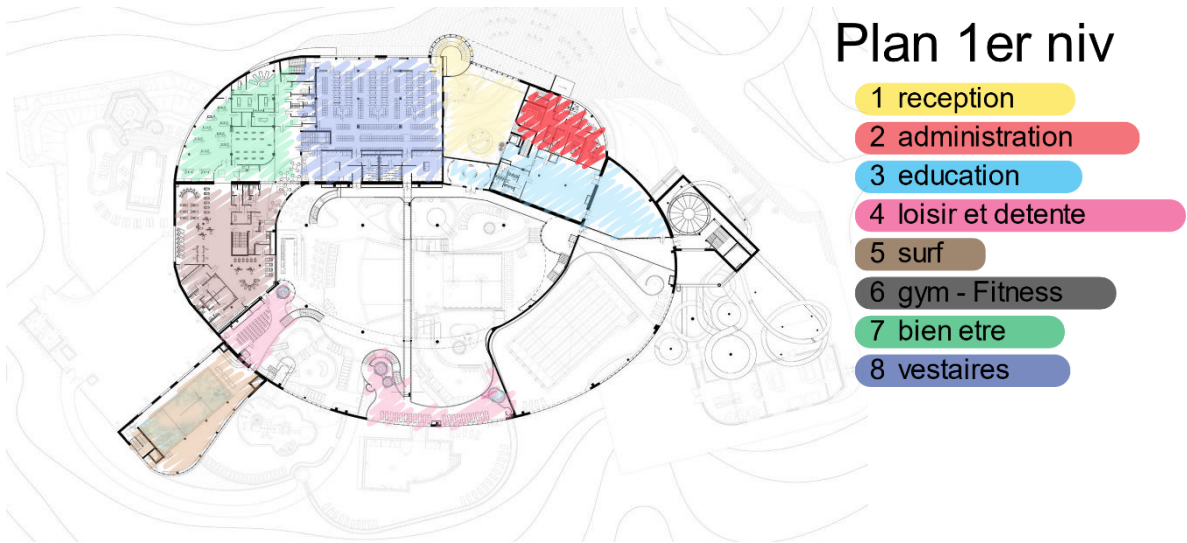 Plan 1er niv
1 reception
2 administration
3 education
4 loisir et detente
5 surf
6 gym - Fitness
7 bien etre
8 vestaires